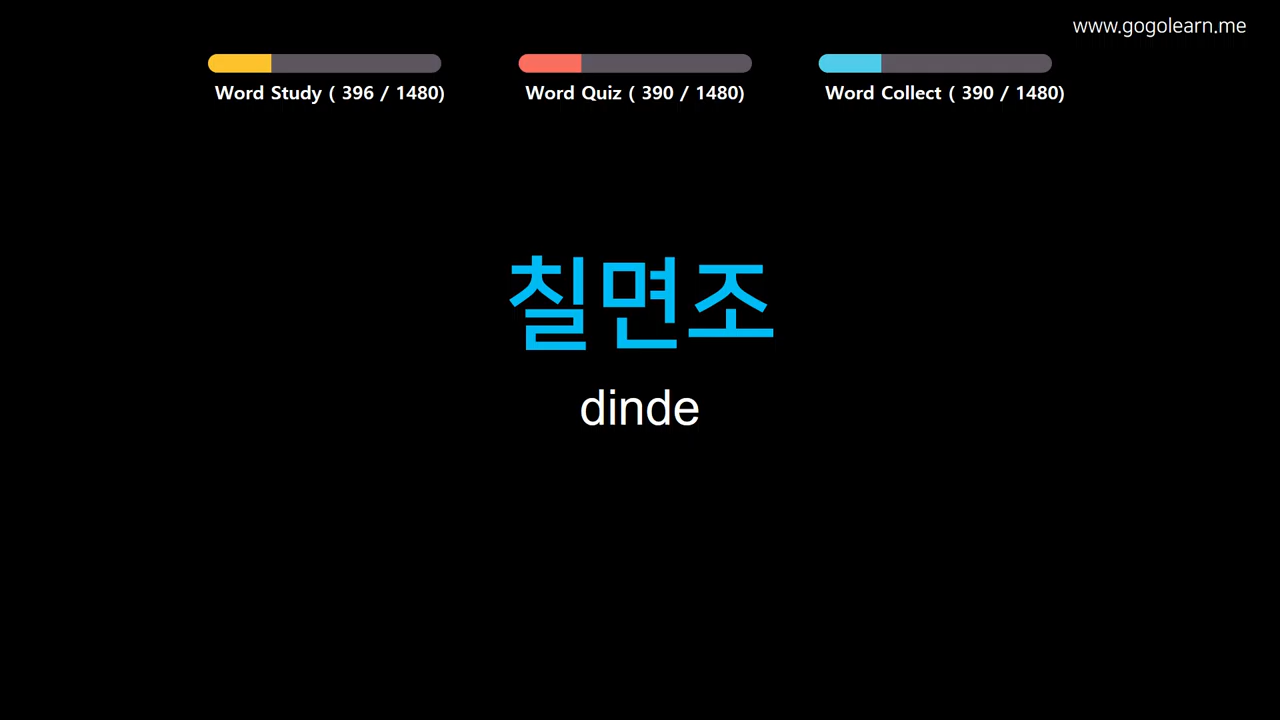 www.gogolearn.me
Word Study ( 396 / 1480)
Word Quiz ( 390 / 1480)
Word Collect ( 390 / 1480)
칠면조
dinde